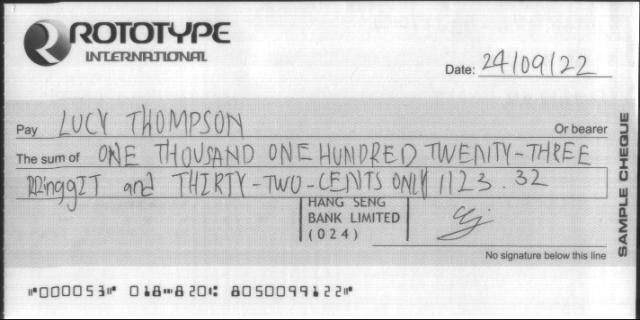 ROTOTYPE
INTERNATIONAL
Date: 24/09/22
Pay LUCY THOMPSON Or bearer
The sum of ONE THOUSAND ONE HUNDRED TWENTY-THREE
RRinggIT and THIRTY-TWO-CENTS ONLY 1123.32
HANG SENG
BANK LIMITED
(024)
No signature below this line
SAMPLE CHEQUE
⑈000053⑈ 018⑉820⑆ 8050099122⑈